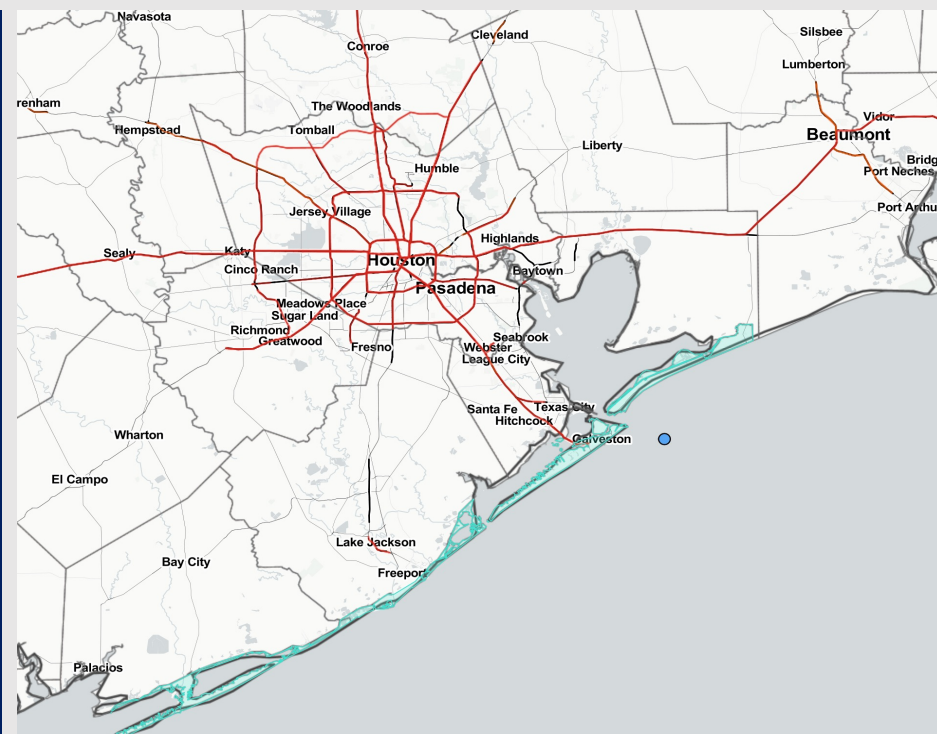 Navasota
Cleveland
Silsbee
Conroe
Lumberton
renham
The Woodlands
Vidor
Hempstead
Tomball
Beaumont
Liberty
Bridg
Humble
Port Neches
Jersey Village
Port Arthu
Highlands
Sealy
Katy
Houston
Cinco Ranch
Baytown
Pasadena
Meadows Place
Sugar Land
Richmond
Seabrook
Greatwood
Fresno
Webster
League City
Santa Fe
Texas City
Hitchcock
Wharton
Galveston
El Campo
Lake Jackson
Bay City
Freeport
Palacios